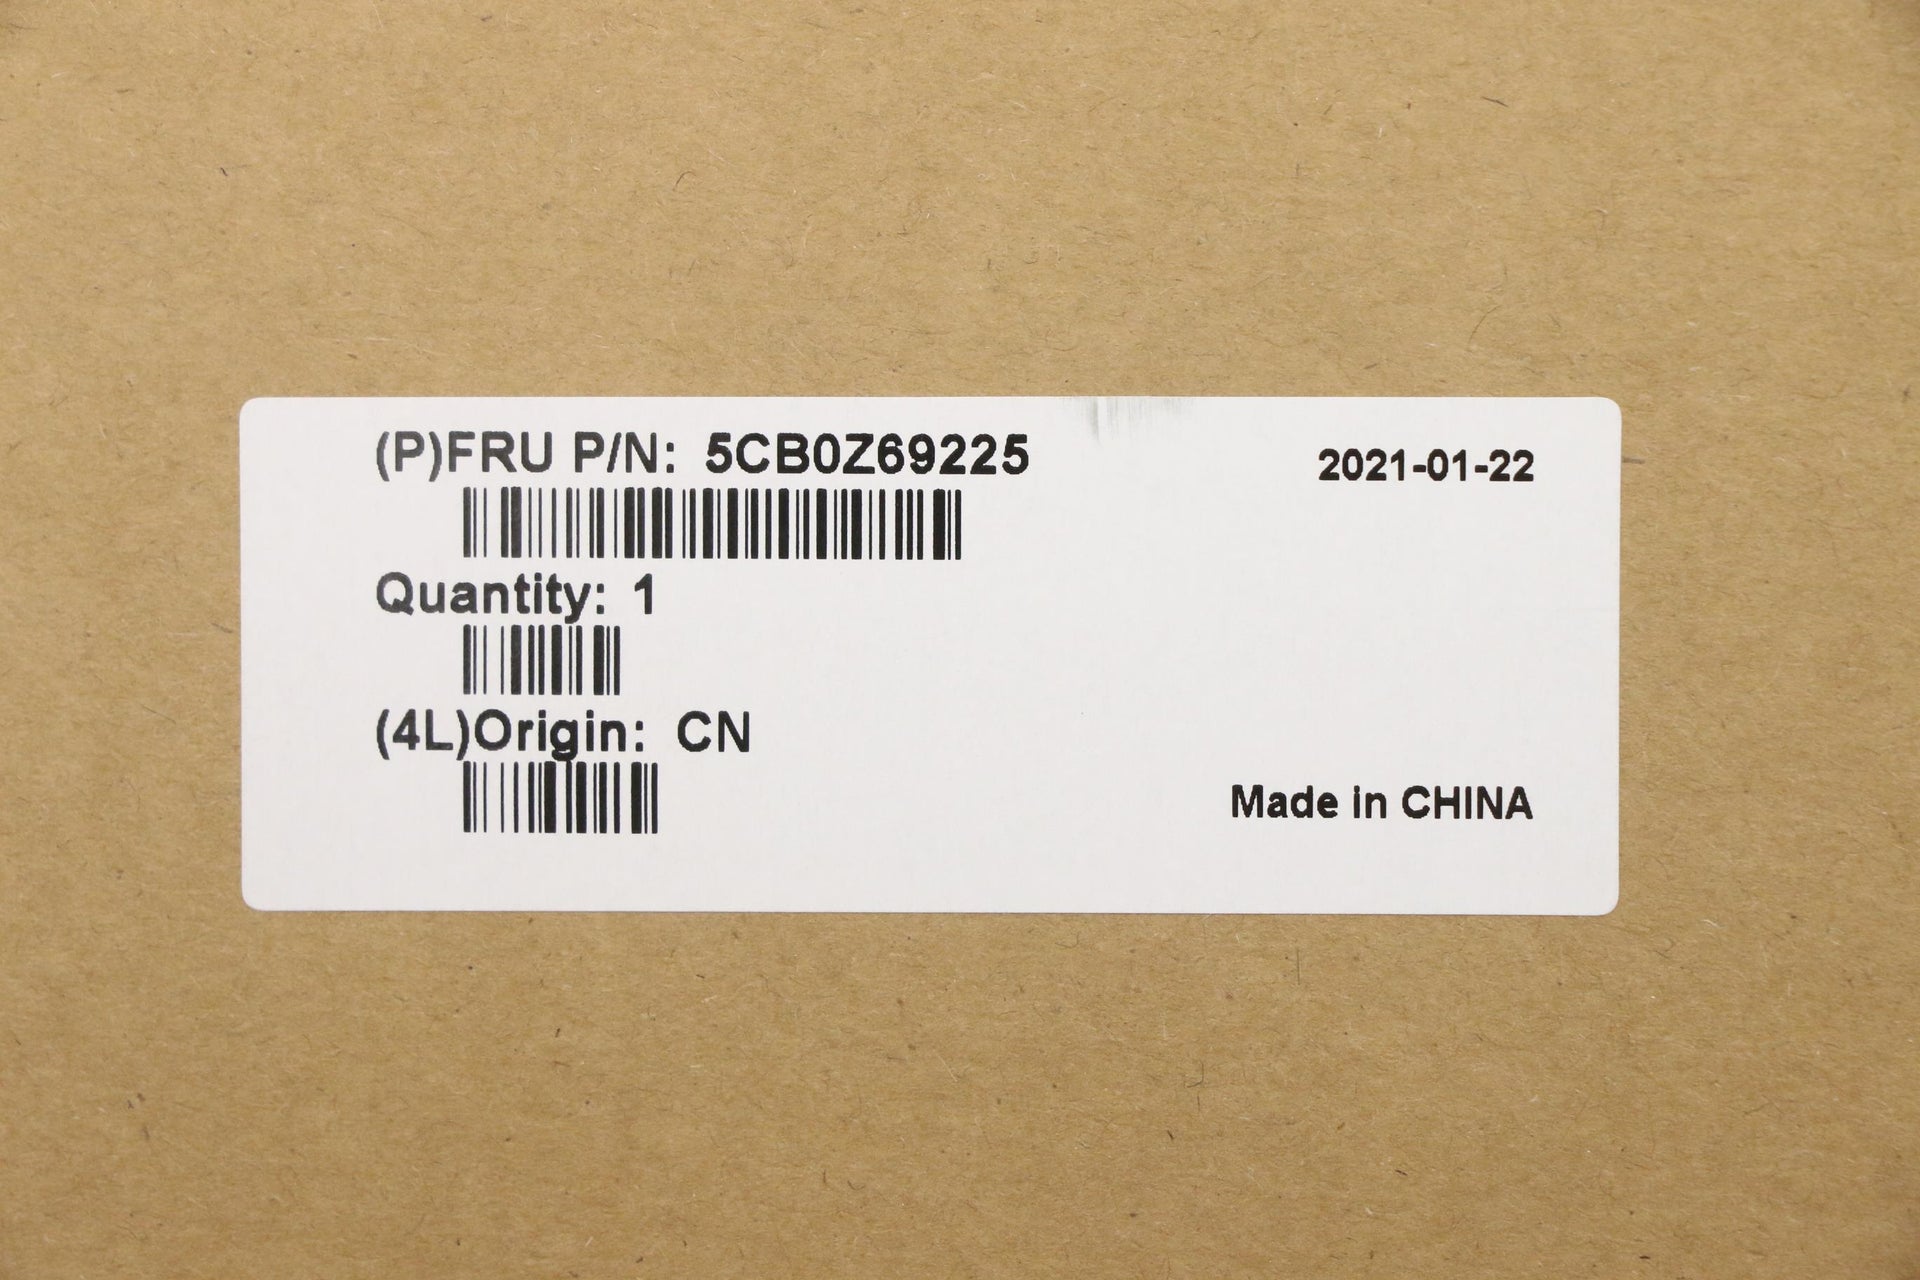 (P)FRU P/N: 5CB0Z69225
2021-01-22
Quantity: 1
(4L)Origin: CN
Made in CHINA